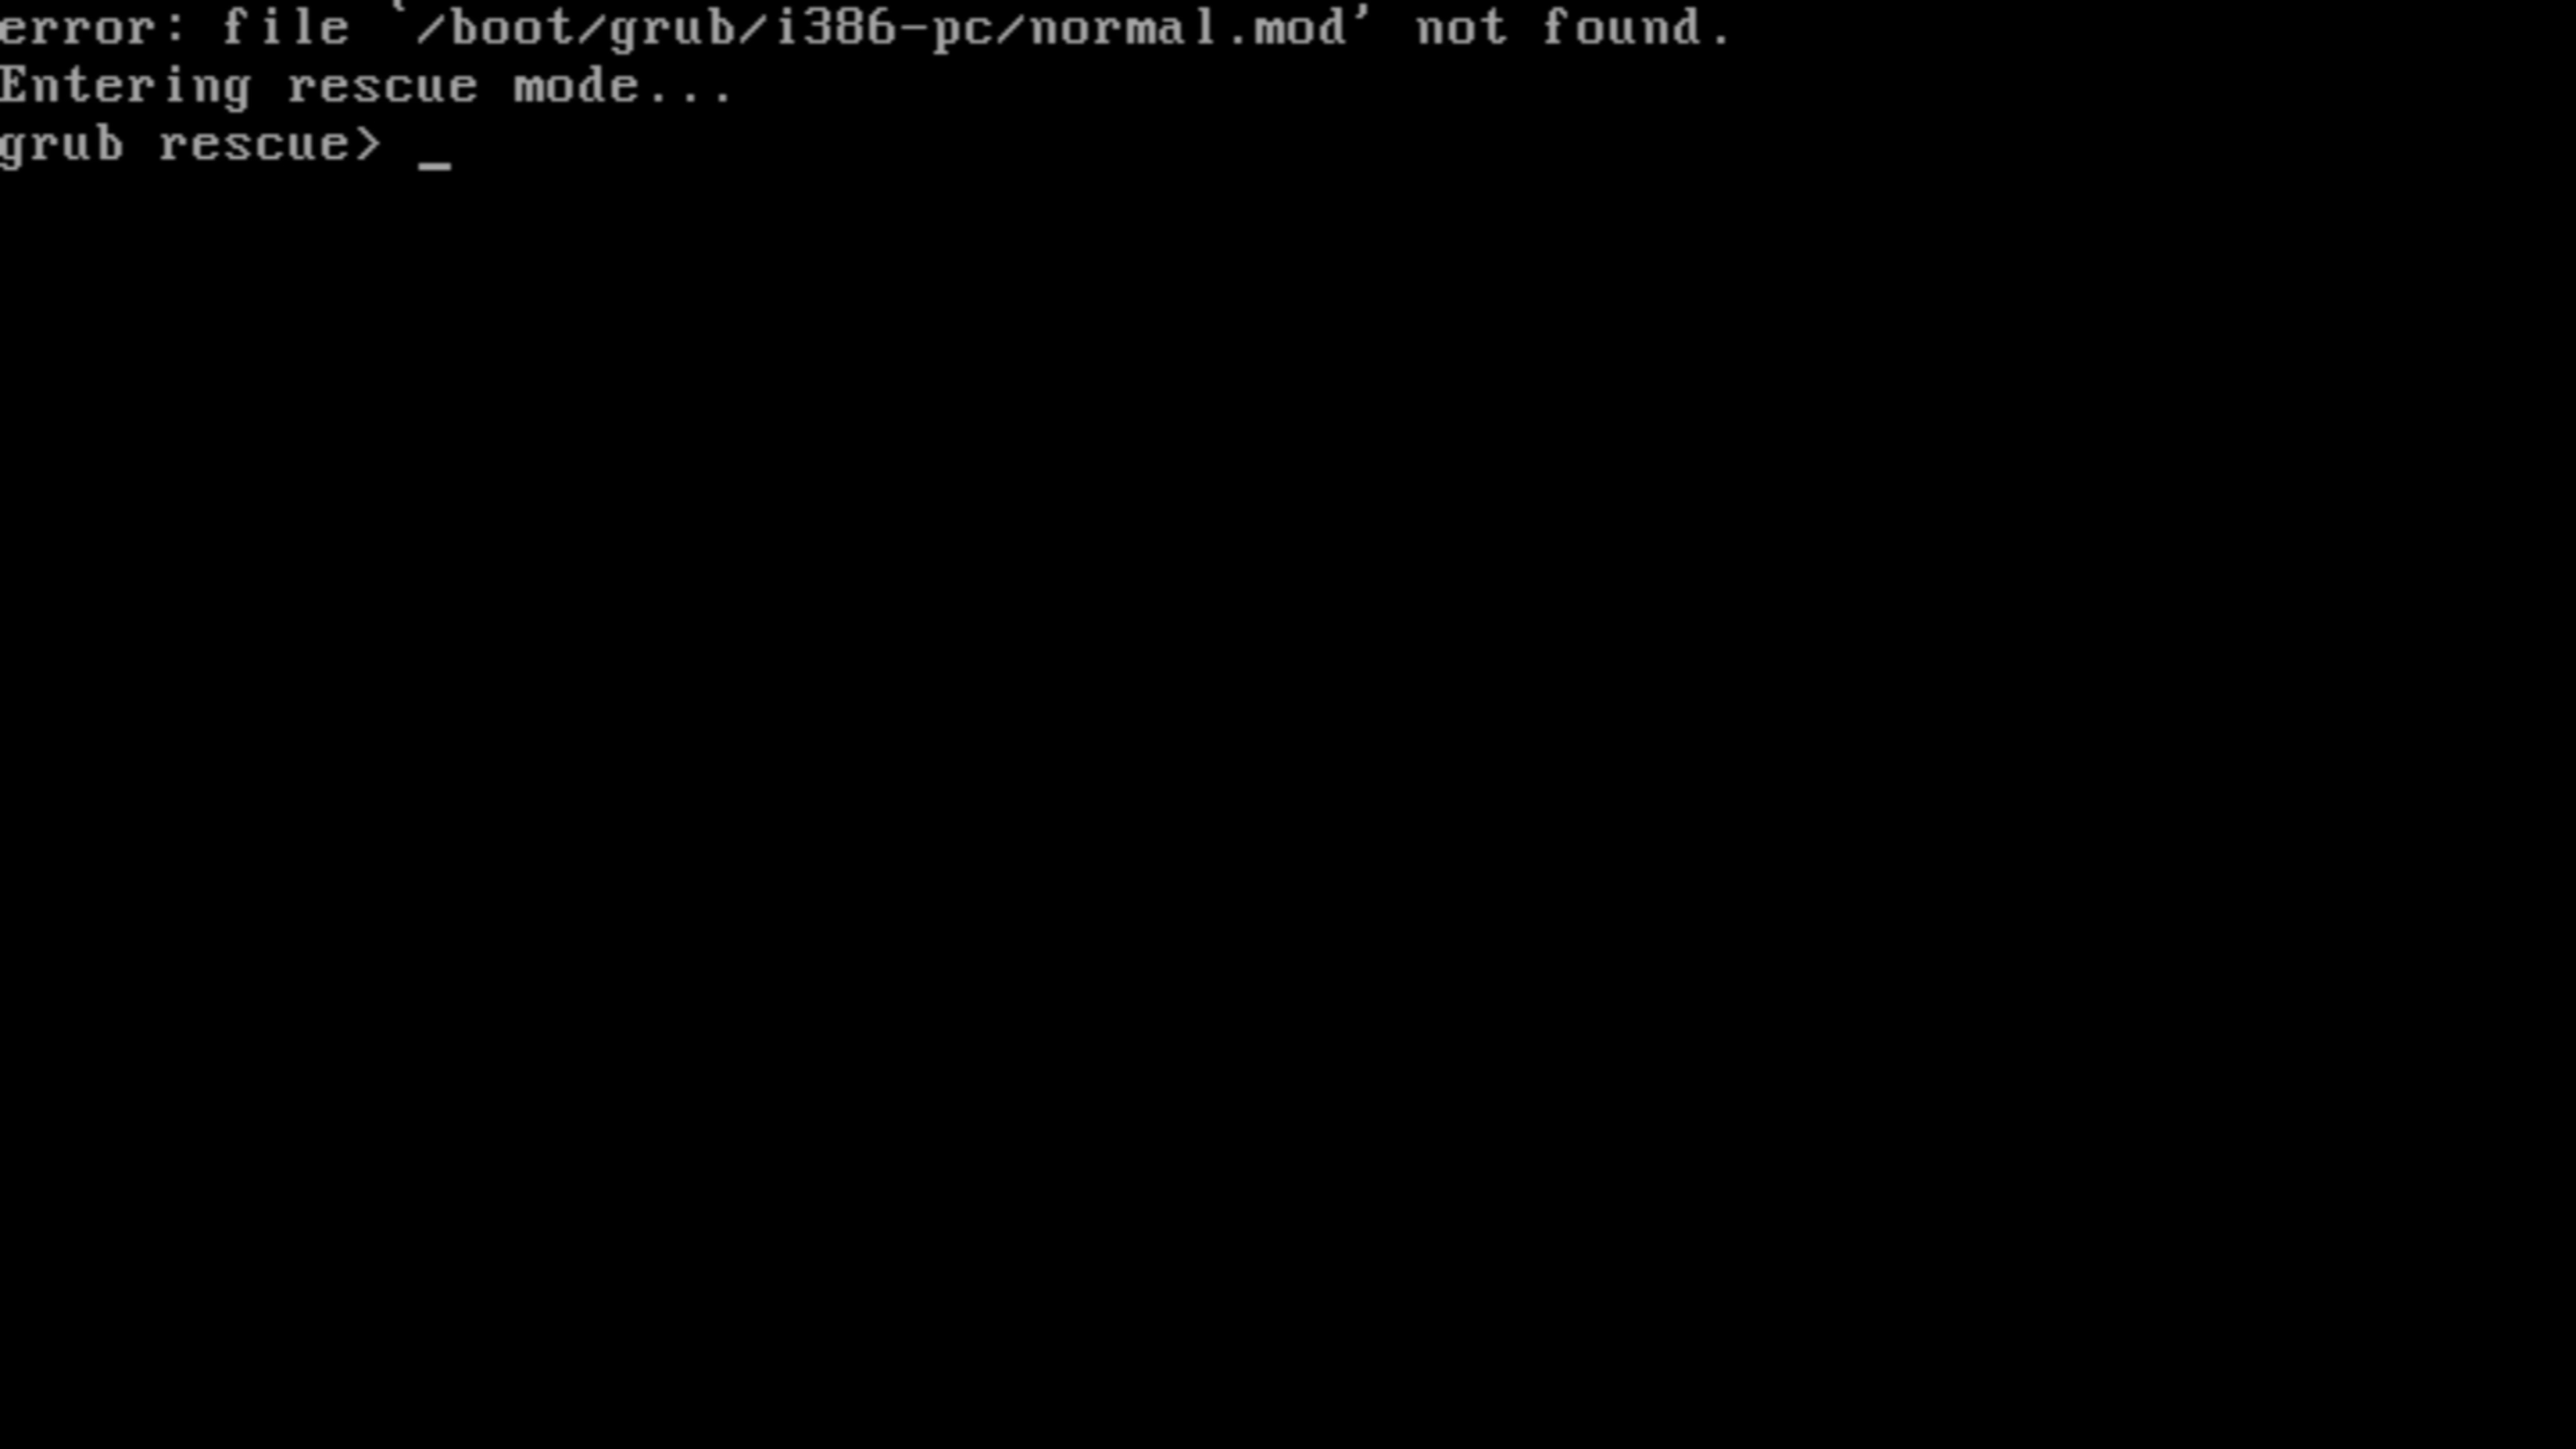 error: file `/boot/grub/i386-pc/normal.mod' not found.
Entering rescue mode...
grub rescue> _